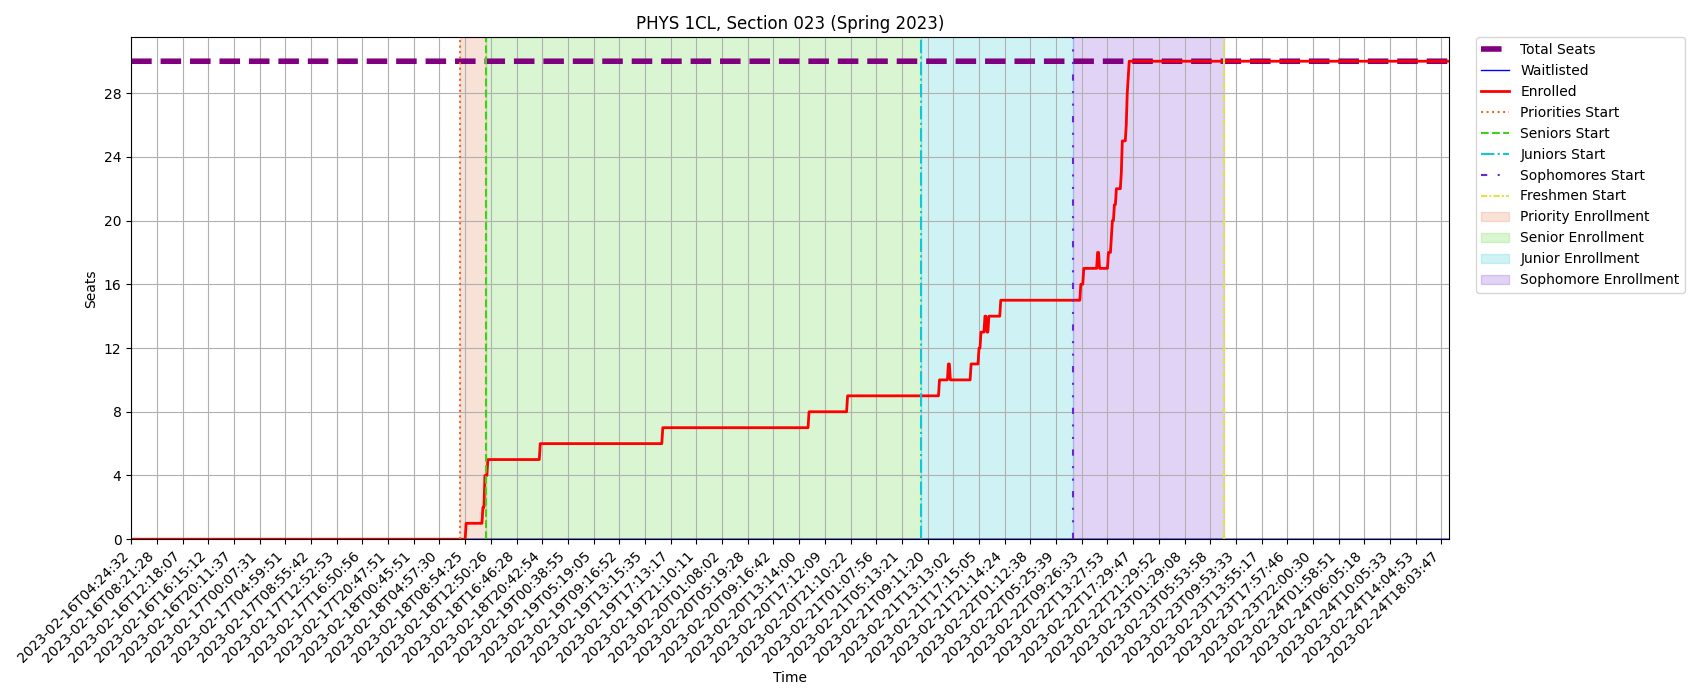 PHYS 1CL, Section 023 (Spring 2023)
Seats
28
24
20
16
12
8
4
0
2023-02-16T04:24:32
2023-02-16T08:21:28
2023-02-16T12:18:07
2023-02-16T16:15:12
2023-02-16T20:11:37
2023-02-17T00:07:31
2023-02-17T04:59:51
2023-02-17T08:55:42
2023-02-17T12:52:53
2023-02-17T16:50:56
2023-02-17T20:47:51
2023-02-18T00:45:51
2023-02-18T04:57:30
2023-02-18T08:54:25
2023-02-18T12:50:26
2023-02-18T16:46:28
2023-02-18T20:42:54
2023-02-19T00:38:55
2023-02-19T05:19:05
2023-02-19T09:16:52
2023-02-19T13:15:35
2023-02-19T17:13:17
2023-02-19T21:10:11
2023-02-20T01:08:02
2023-02-20T05:19:28
2023-02-20T09:16:42
2023-02-20T13:14:00
2023-02-20T17:12:09
2023-02-20T21:10:22
2023-02-21T01:07:56
2023-02-21T05:13:21
2023-02-21T09:11:20
2023-02-21T13:13:02
2023-02-21T17:15:05
2023-02-21T21:14:24
2023-02-22T01:12:38
2023-02-22T05:25:39
2023-02-22T09:26:33
2023-02-22T13:27:53
2023-02-22T17:29:47
2023-02-22T21:29:52
2023-02-23T01:29:08
2023-02-23T05:53:58
2023-02-23T09:53:33
2023-02-23T13:55:17
2023-02-23T17:57:46
2023-02-23T22:00:30
2023-02-24T01:58:51
2023-02-24T06:05:18
2023-02-24T10:05:33
2023-02-24T14:04:53
2023-02-24T18:03:47
Time
Total Seats
Waitlisted
Enrolled
Priorities Start
Seniors Start
Juniors Start
Sophomores Start
Freshmen Start
Priority Enrollment
Senior Enrollment
Junior Enrollment
Sophomore Enrollment